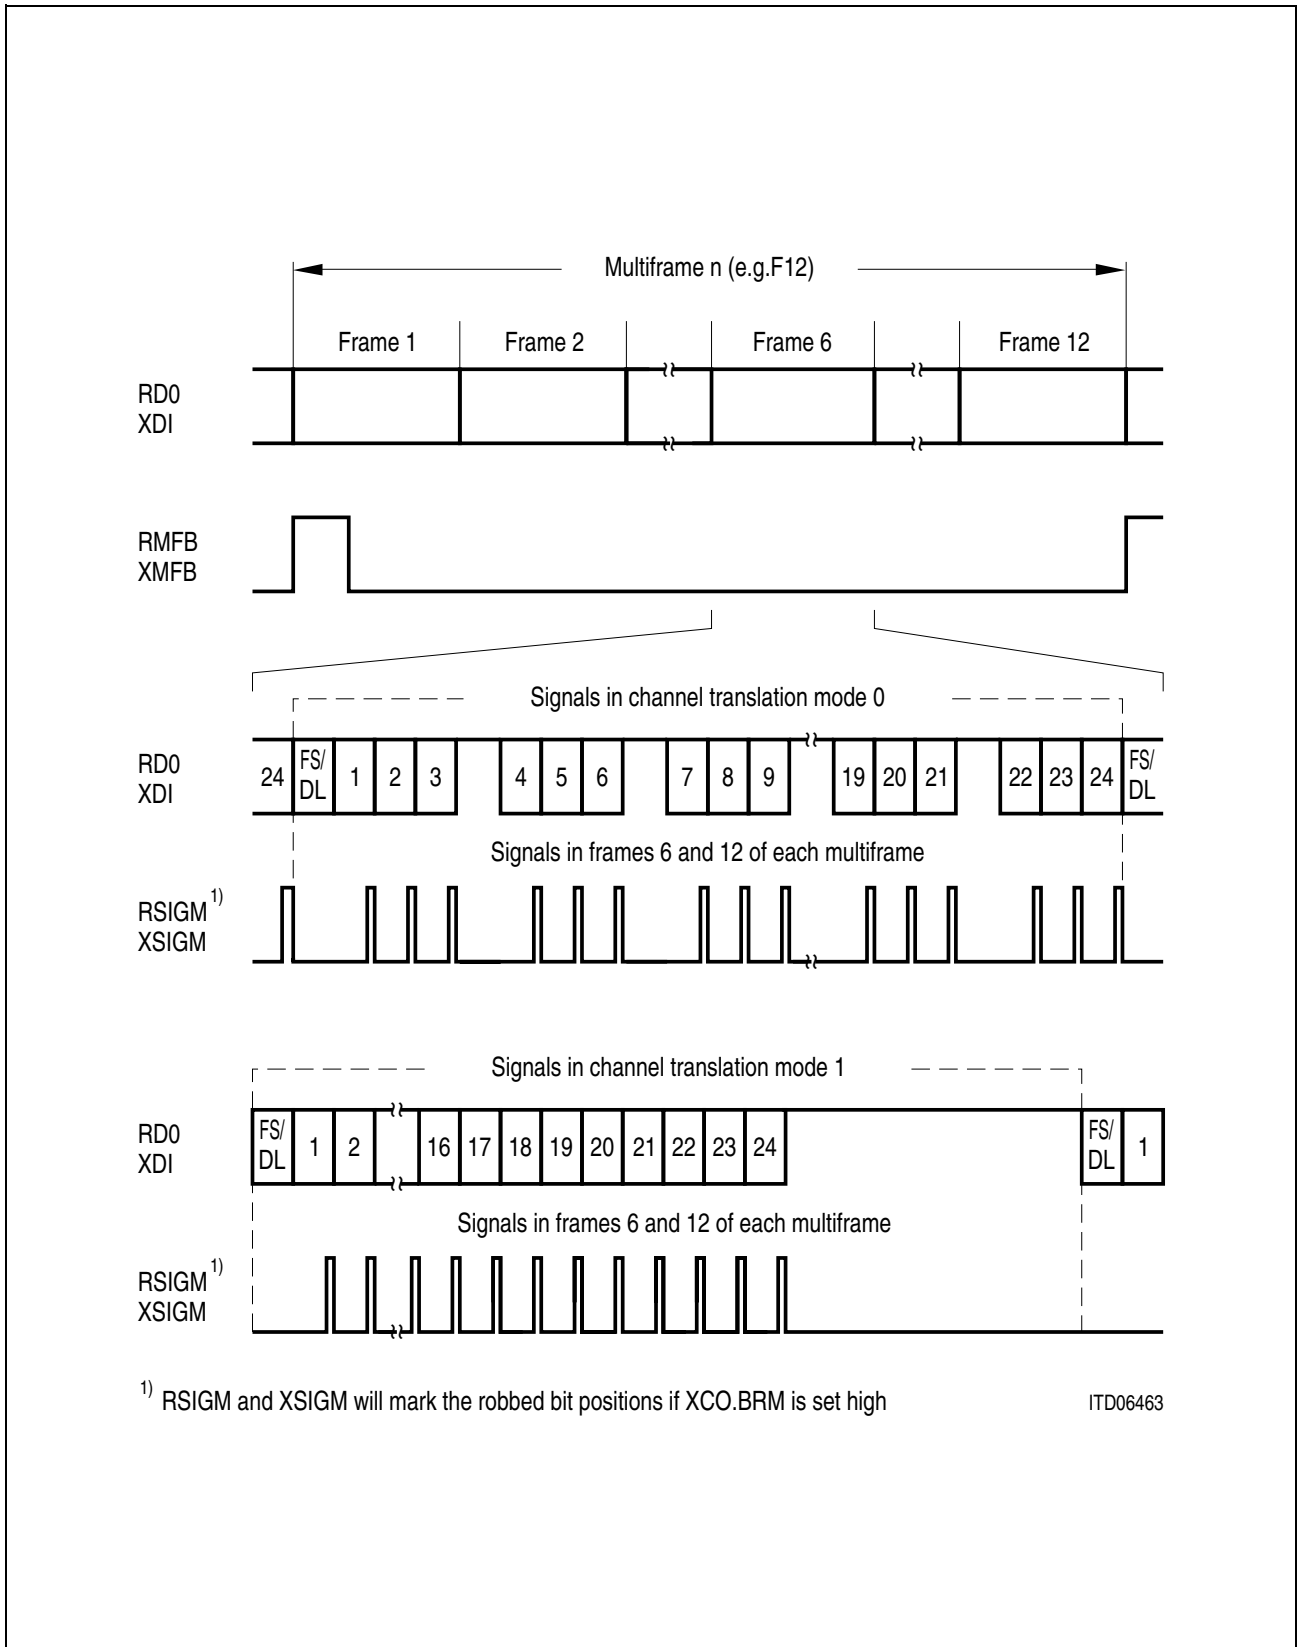 Multiframe n (e.g.F12)
Frame 1 Frame 2 Frame 6 Frame 12
RD0
XDI
RMFB
XMFB
Signals in channel translation mode 0
RD0
XDI
24 FS/DL 1 2 3 4 5 6 7 8 9 19 20 21 22 23 24 FS/DL
Signals in frames 6 and 12 of each multiframe
RSIGM 1)
XSIGM
Signals in channel translation mode 1
RD0
XDI
FS/DL 1 2 16 17 18 19 20 21 22 23 24 FS/DL 1
Signals in frames 6 and 12 of each multiframe
RSIGM 1)
XSIGM
1) RSIGM and XSIGM will mark the robbed bit positions if XCO.BRM is set high
ITD06463